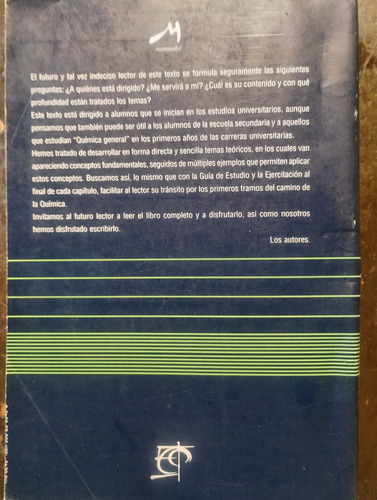 manuales
El futuro y tal vez indeciso lector de este texto se formula seguramente las siguientes
preguntas: ¿A quiénes está dirigido? ¿Me servirá a mí? ¿Cuál es su contenido y con qué
profundidad están tratados los temas?
Este texto está dirigido a alumnos que se inician en los estudios universitarios, aunque
pensamos que también puede ser útil a los alumnos de la escuela secundaria y a aquellos
que estudian "Química general" en los primeros años de las carreras universitarias.
Hemos tratado de desarrollar en forma directa y sencilla temas teóricos, en los cuales van
apareciendo conceptos fundamentales, seguidos de múltiples ejemplos que permiten aplicar
estos conceptos. Buscamos así, lo mismo que con la Guía de Estudio y la Ejercitación al
final de cada capítulo, facilitar al lector su tránsito por los primeros tramos del camino de
la Química.
Invitamos al futuro lector a leer el libro completo y a disfrutarlo, así como nosotros
hemos disfrutado escribirlo.
Los autores.